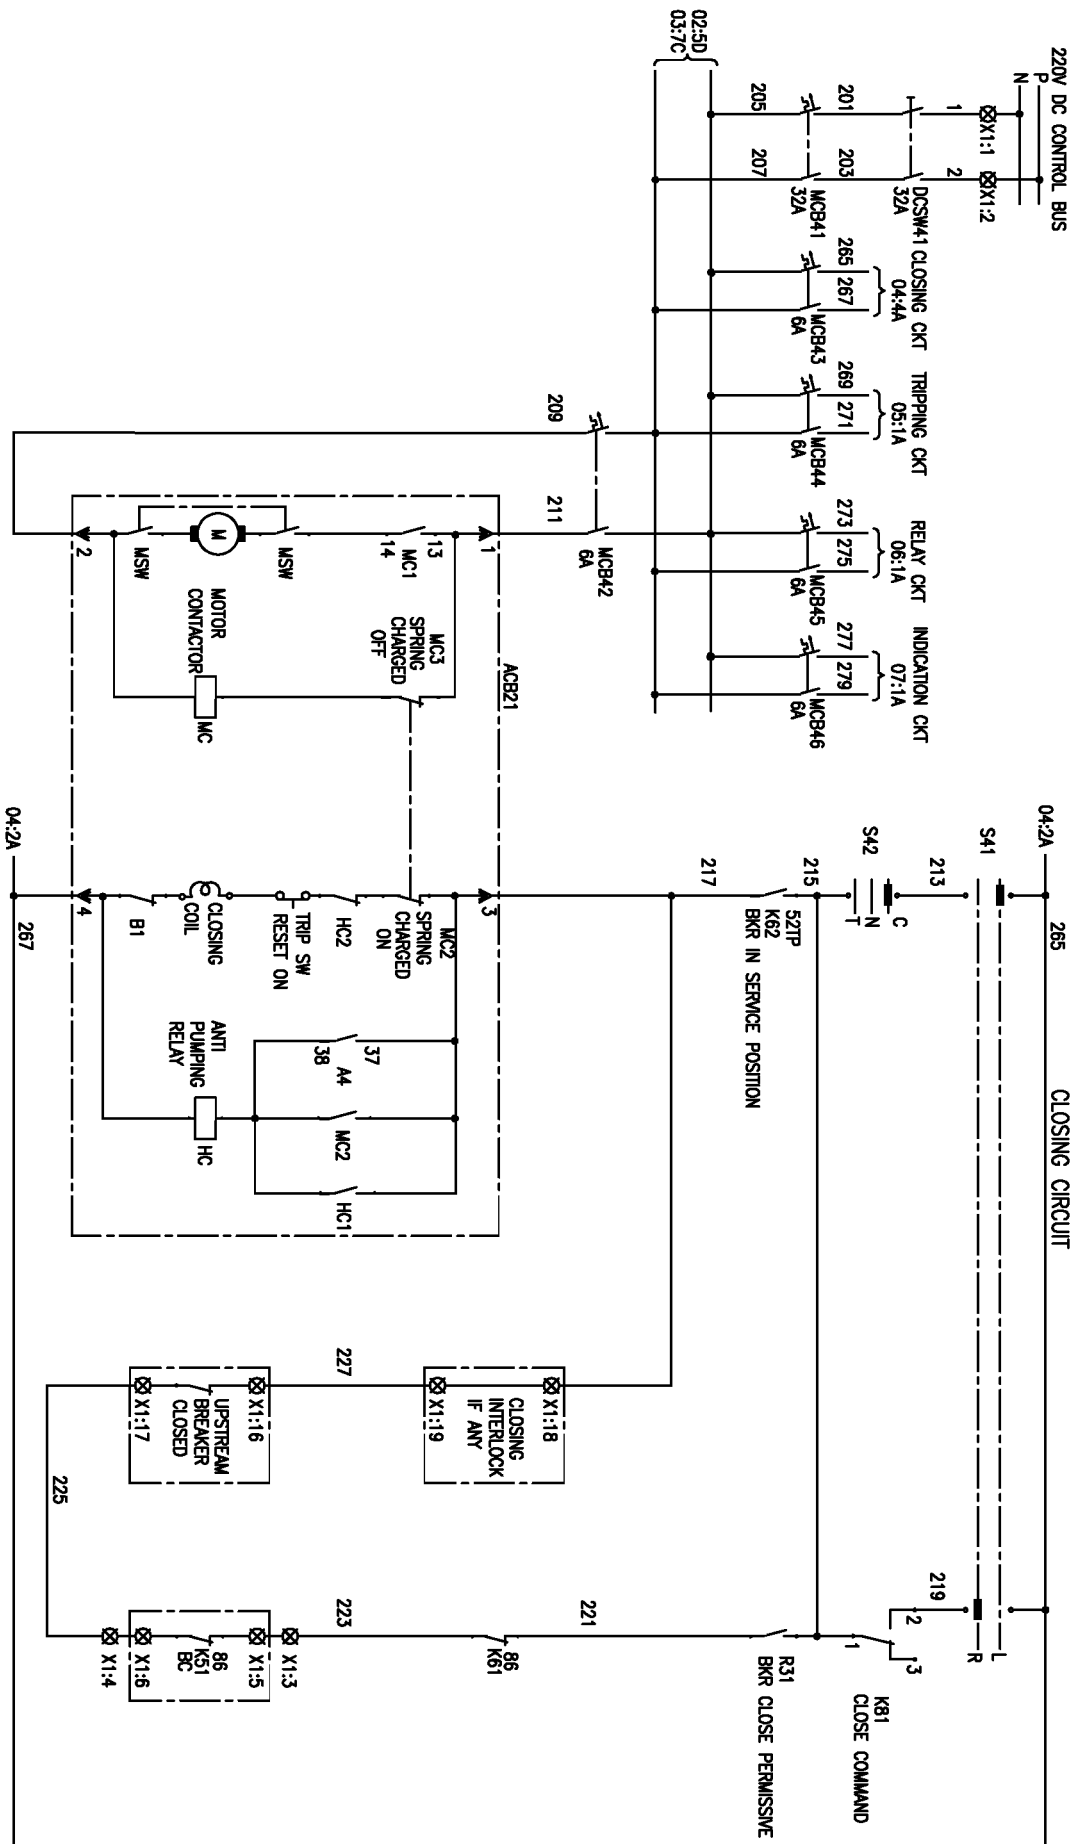 220V DC CONTROL BUS
P
N
02:5D
03:7C
1
X1:1
2
X1:2
201
203
DCSW41
32A
205
207
MCB41
32A
CLOSING CKT
04:4A
265
267
MCB43
6A
TRIPPING CKT
05:1A
269
271
MCB44
6A
RELAY CKT
06:1A
273
275
MCB45
6A
INDICATION CKT
07:1A
277
279
MCB46
6A
209
211
MCB42
6A
1
13
MC1
14
MSW
M
MSW
2
MC3
SPRING
CHARGED
OFF
MOTOR
CONTACTOR
MC
ACB21
CLOSING CIRCUIT
04:2A
265
S41
L
R
213
S42
C
N
T
215
52TP
K62
BKR IN SERVICE POSITION
217
3
MC2
SPRING
CHARGED
ON
HC2
TRIP SW
RESET ON
CLOSING
COIL
B1
4
04:2A
267
37
A4
38
MC2
HC1
ANTI
PUMPING
RELAY
HC
X1:18
CLOSING
INTERLOCK
IF ANY
X1:19
227
X1:16
UPSTREAM
BREAKER
CLOSED
X1:17
225
219
2
3
1
K81
CLOSE COMMAND
R31
BKR CLOSE PERMISSIVE
221
86
K61
223
X1:3
X1:5
86
K51
BC
X1:6
X1:4